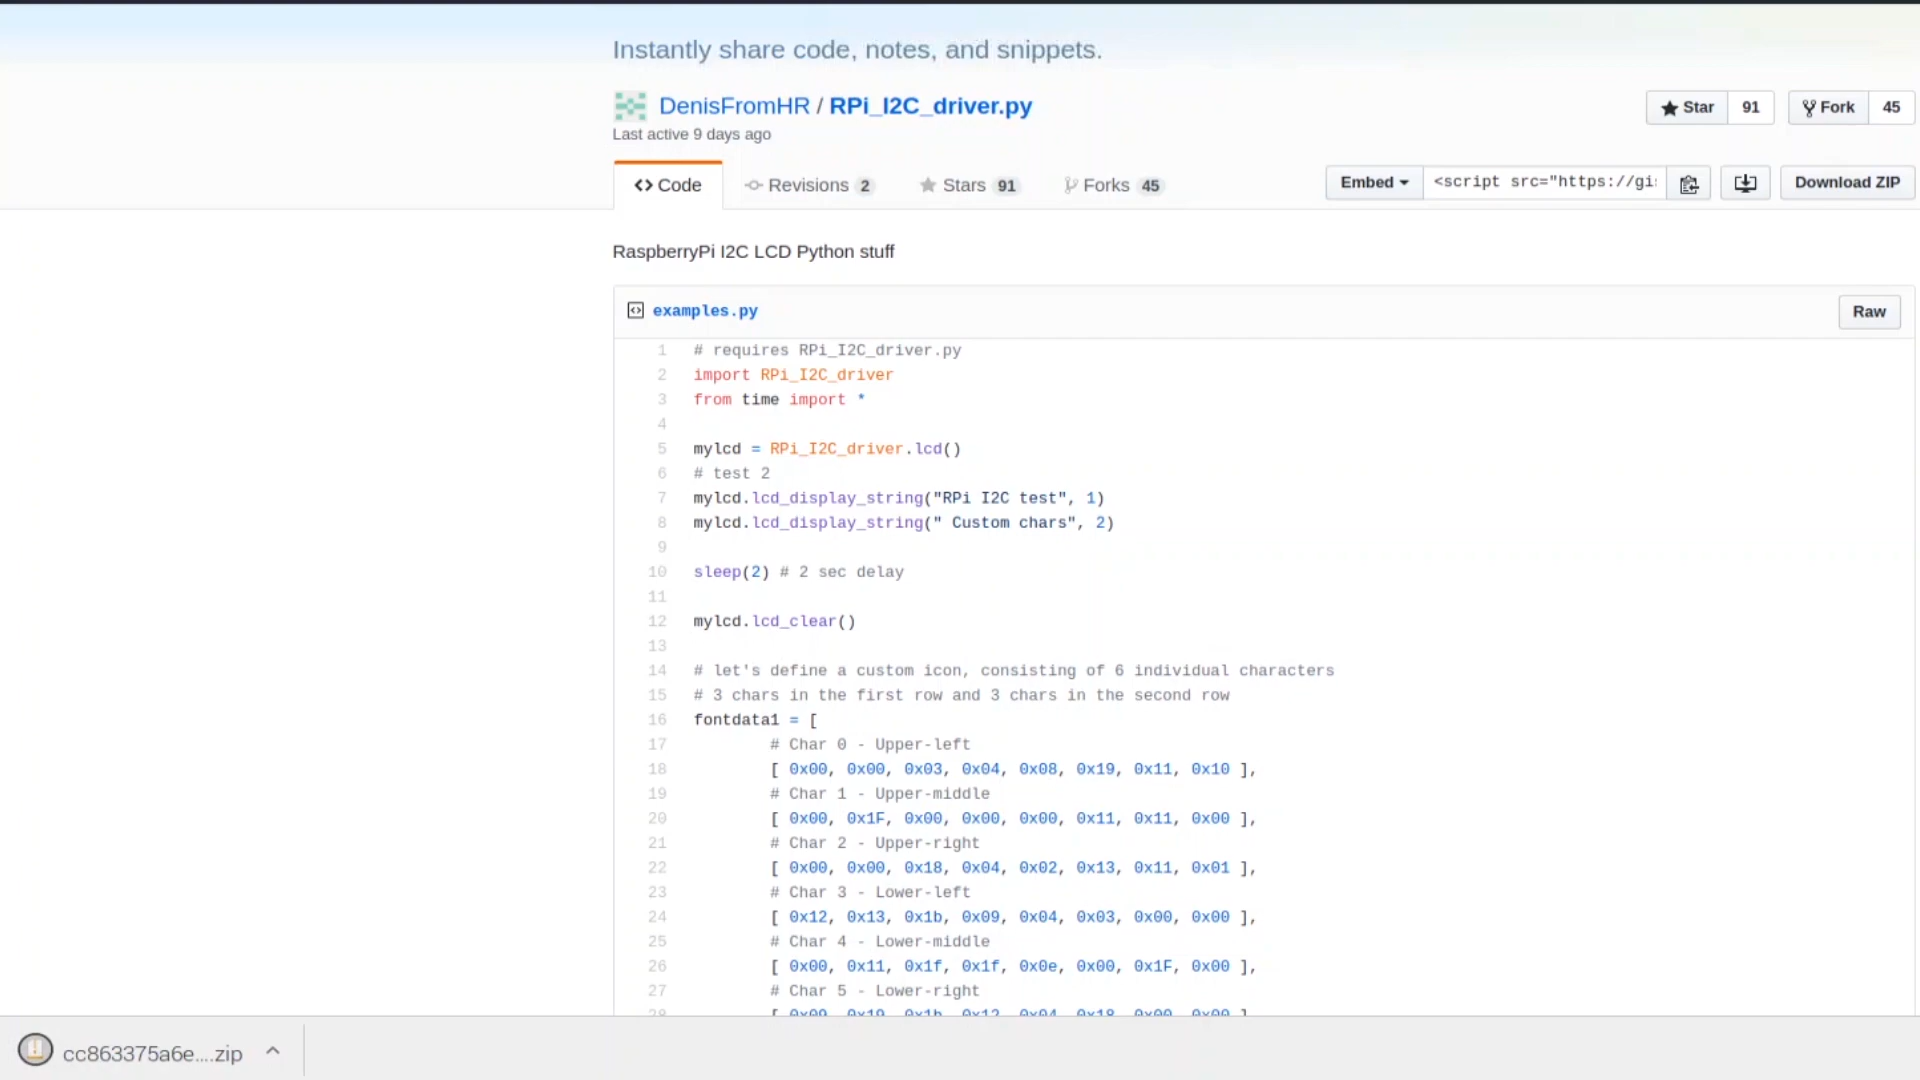 Instantly share code, notes, and snippets.
DenisFromHR / RPi_I2C_driver.py
Star 91 Fork 45
Last active 9 days ago
Code Revisions 2 Stars 91 Forks 45 Embed <script src="https://gi Download ZIP
RaspberryPi I2C LCD Python stuff
examples.py Raw
1 # requires RPi_I2C_driver.py
2 import RPi_I2C_driver
3 from time import *
4
5 mylcd = RPi_I2C_driver.lcd()
6 # test 2
7 mylcd.lcd_display_string("RPi I2C test", 1)
8 mylcd.lcd_display_string(" Custom chars", 2)
9
10 sleep(2) # 2 sec delay
11
12 mylcd.lcd_clear()
13
14 # let's define a custom icon, consisting of 6 individual characters
15 # 3 chars in the first row and 3 chars in the second row
16 fontdata1 = [
17 # Char 0 - Upper-left
18 [ 0x00, 0x00, 0x03, 0x04, 0x08, 0x19, 0x11, 0x10 ],
19 # Char 1 - Upper-middle
20 [ 0x00, 0x1F, 0x00, 0x00, 0x00, 0x11, 0x11, 0x00 ],
21 # Char 2 - Upper-right
22 [ 0x00, 0x00, 0x18, 0x04, 0x02, 0x13, 0x11, 0x01 ],
23 # Char 3 - Lower-left
24 [ 0x12, 0x13, 0x1b, 0x09, 0x04, 0x03, 0x00, 0x00 ],
25 # Char 4 - Lower-middle
26 [ 0x00, 0x11, 0x1f, 0x1f, 0x0e, 0x00, 0x1F, 0x00 ],
27 # Char 5 - Lower-right
28 [ 0x09, 0x19, 0x1b, 0x12, 0x04, 0x18, 0x00, 0x00 ]
cc863375a6e....zip